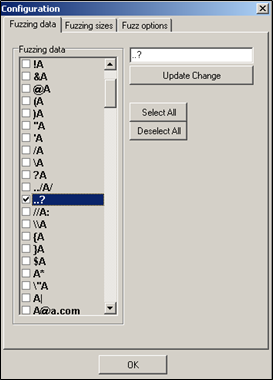 Configuration
Fuzzing data Fuzzing sizes Fuzz options
Fuzzing data
!A
&A
@A
(A
)A
"A
'A
/A
\A
?A
../A/
..?
//A:
\\A
{A
}A
$A
A*
\"A
A|
A@a.com
..?
Update Change
Select All
Deselect All
OK